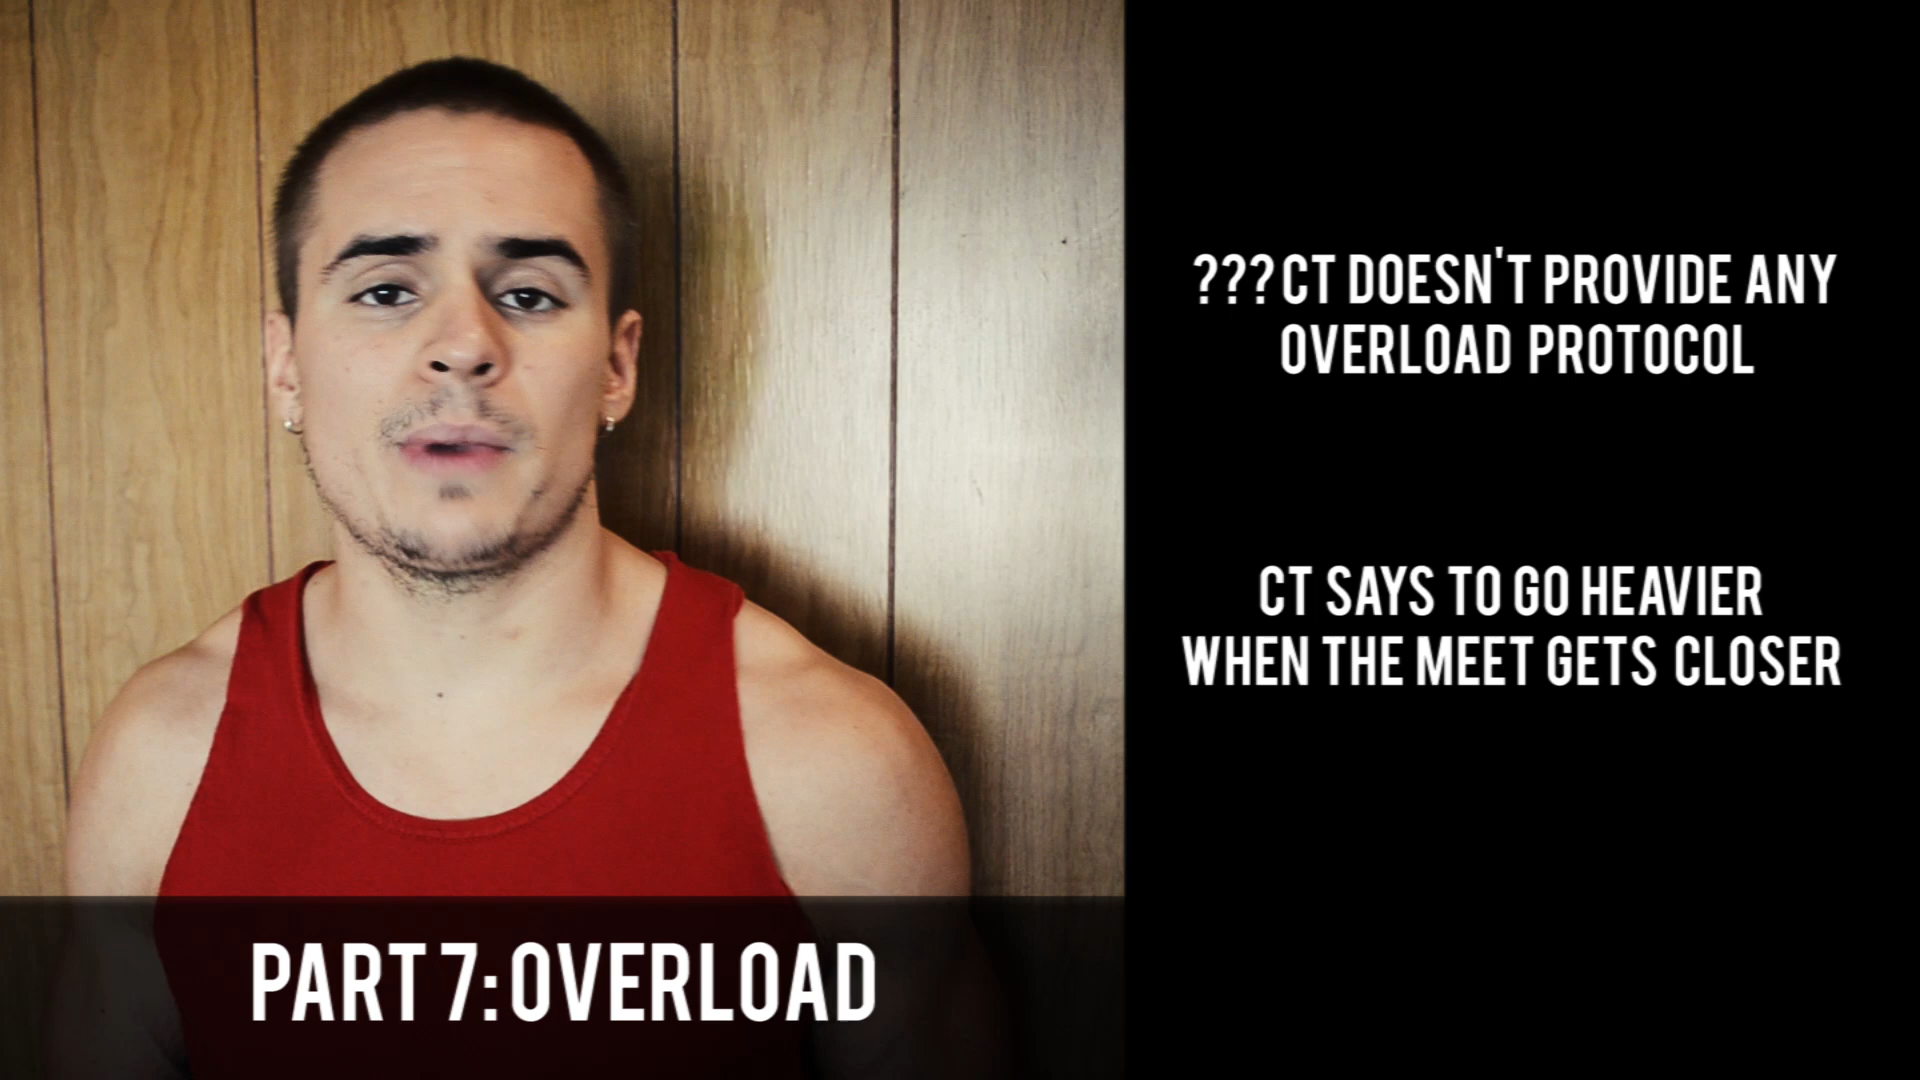 ???CT DOESN'T PROVIDE ANY
OVERLOAD PROTOCOL
CT SAYS TO GO HEAVIER
WHEN THE MEET GETS CLOSER
PART 7: OVERLOAD